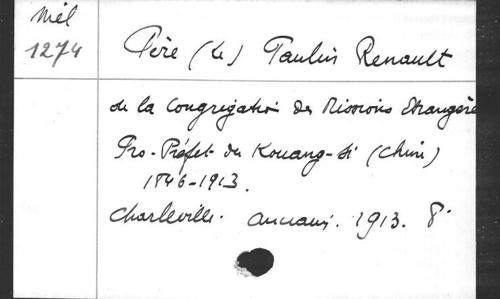 Mél
1274
Père (Le) Paulin Renault
de la Congrégation des Missions Etrangères
Pro-Préfet du Kouang-Si (Chine)
1846-1913.
Charleville. Anciaux. 1913. 8°